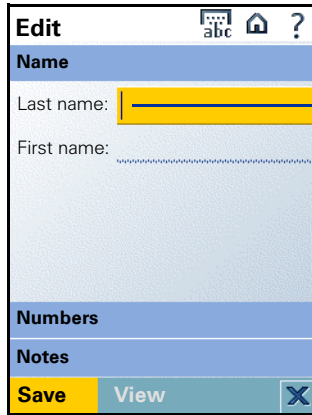 Edit abc ?
Name
Last name:
First name:
Numbers
Notes
Save View X